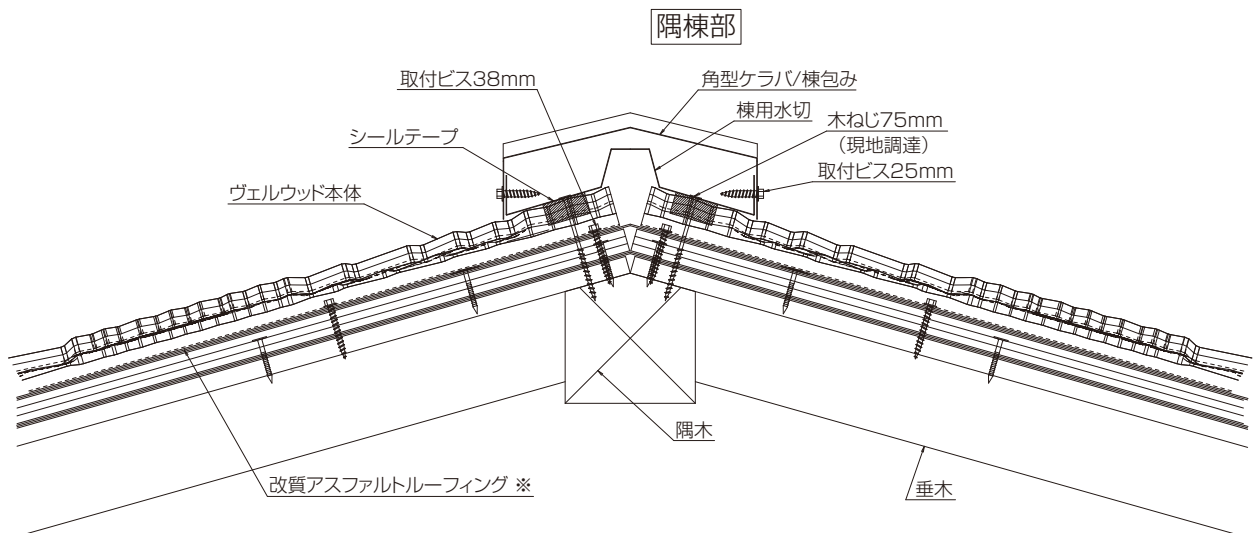 隅棟部
取付ビス38mm
角型ケラバ/棟包み
棟用水切
木ねじ75mm
（現地調達）
シールテープ
取付ビス25mm
ヴェルウッド本体
隅木
改質アスファルトルーフィング ※
垂木